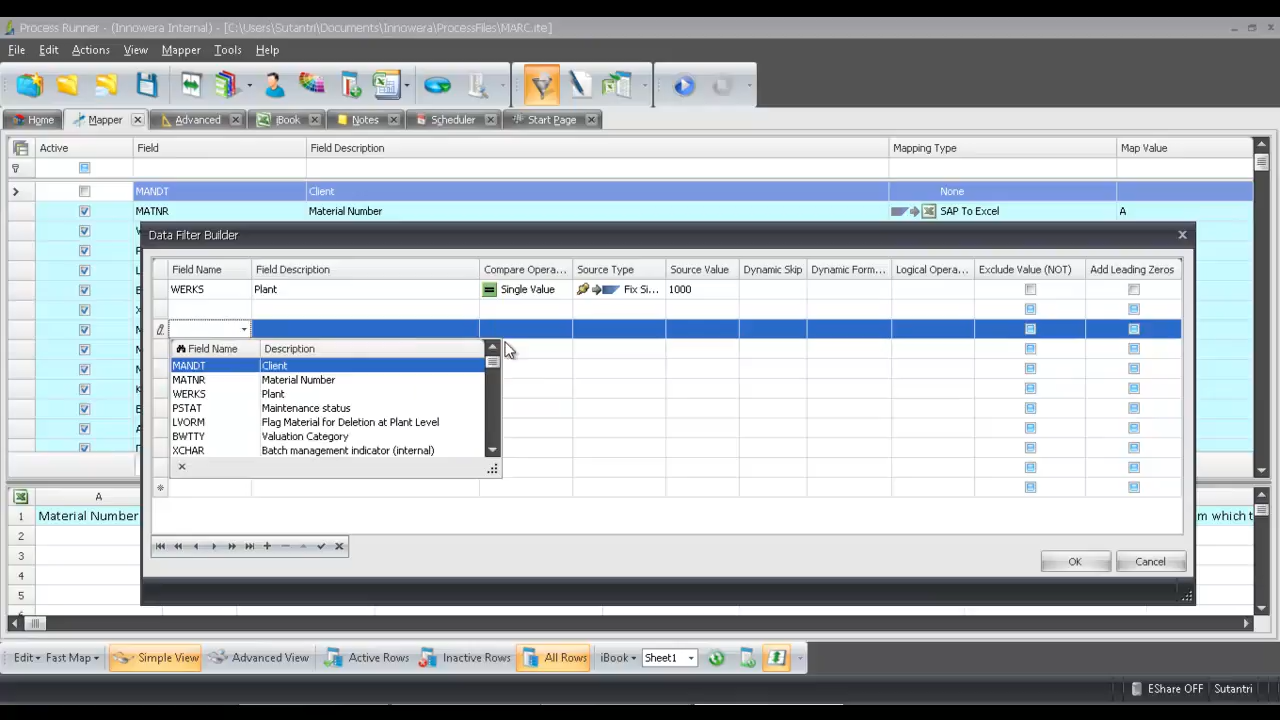 Process Runner - (Innowera Internal) - [C:\Users\Sutantri\Documents\Innowera\ProcessFiles\MARC.ite]
File Edit Actions View Mapper Tools Help
Home Mapper Advanced iBook Notes Scheduler Start Page
Active Field Field Description Mapping Type Map Value
MANDT Client None
MATNR Material Number SAP To Excel A
Data Filter Builder
Field Name Field Description Compare Opera... Source Type Source Value Dynamic Skip Dynamic Form... Logical Opera... Exclude Value (NOT) Add Leading Zeros
WERKS Plant Single Value Fix Si... 1000
Field Name Description
MANDT Client
MATNR Material Number
WERKS Plant
PSTAT Maintenance status
LVORM Flag Material for Deletion at Plant Level
BWTTY Valuation Category
XCHAR Batch management indicator (internal)
A
1 Material Number m which t
2
3
4
5
OK Cancel
Edit Fast Map Simple View Advanced View Active Rows Inactive Rows All Rows iBook Sheet1
EShare OFF Sutantri